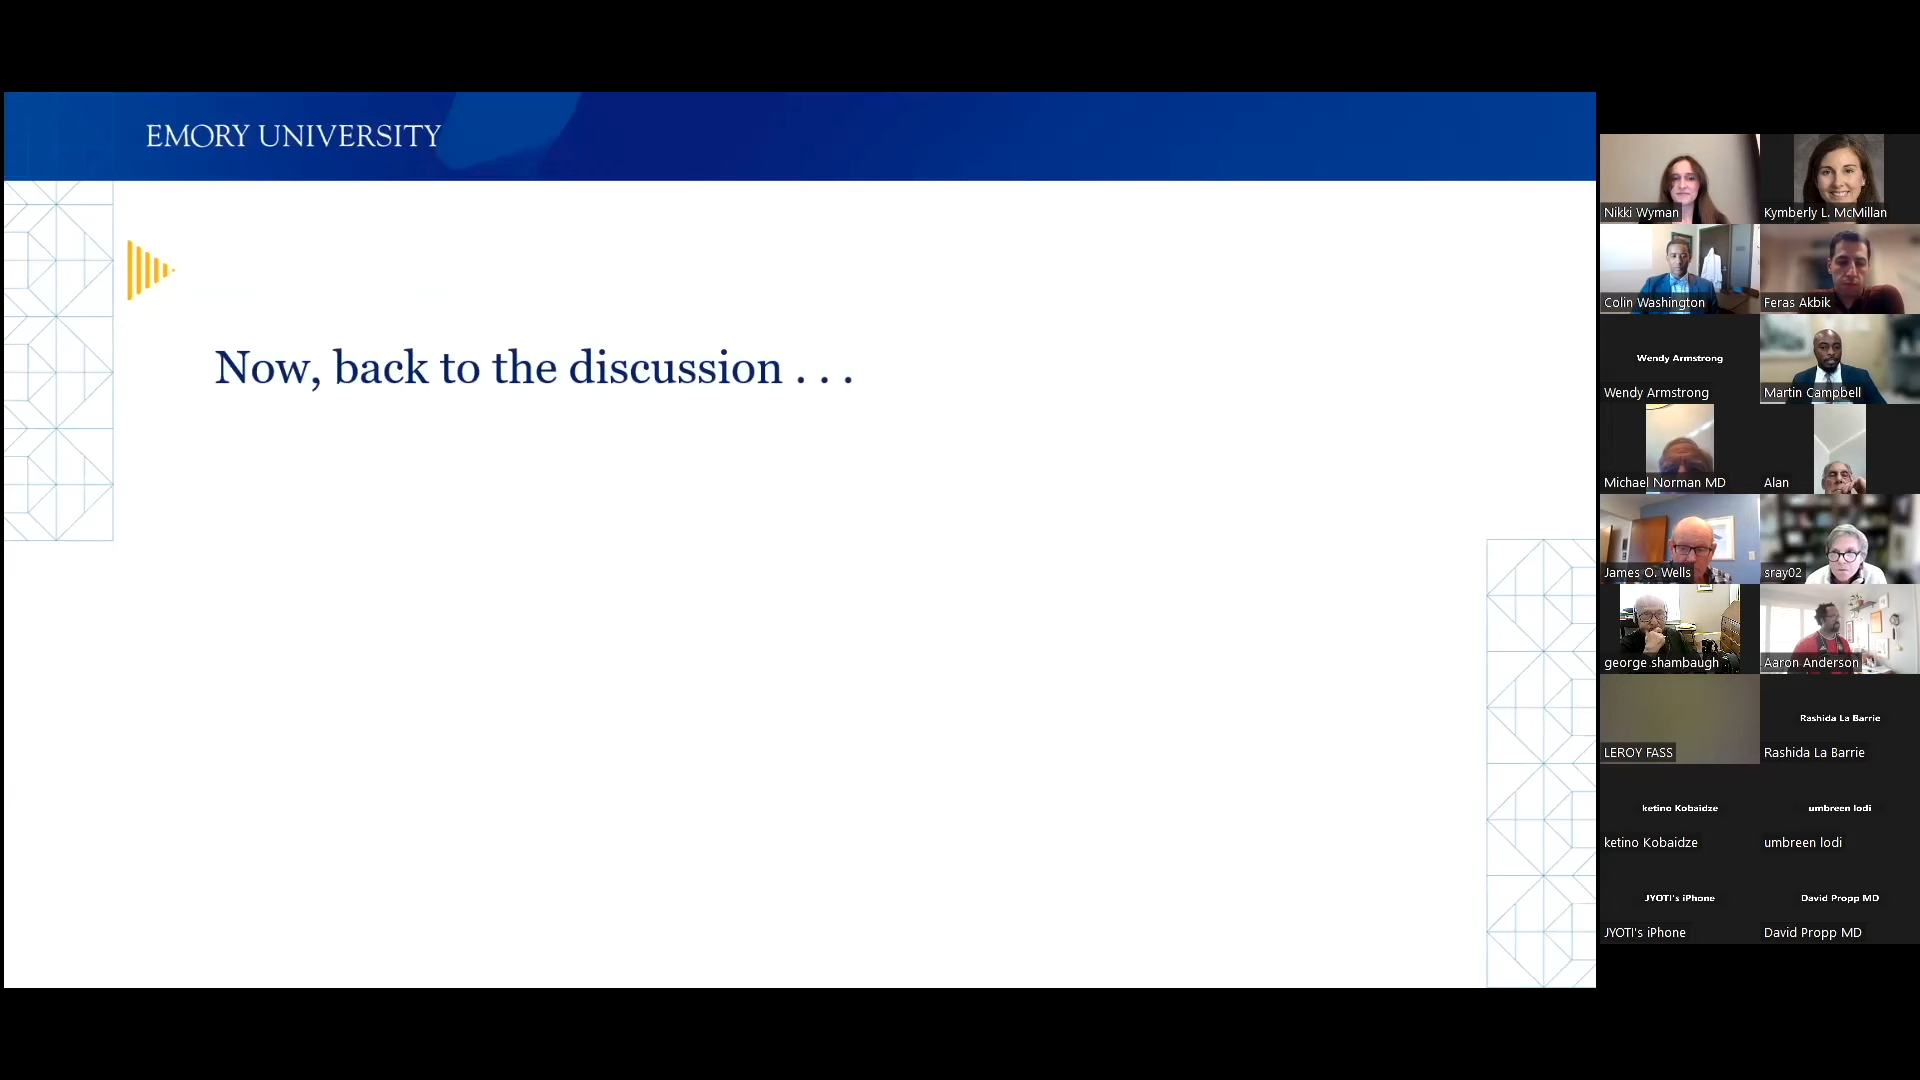 EMORY UNIVERSITY
Now, back to the discussion . . .
Nikki Wyman
Kymberly L. McMillan
Colin Washington
Feras Akbik
Wendy Armstrong
Wendy Armstrong
Martin Campbell
Michael Norman MD
Alan
James O. Wells
sray02
george shambaugh
Aaron Anderson
LEROY FASS
Rashida La Barrie
Rashida La Barrie
ketino Kobaidze
umbreen lodi
ketino Kobaidze
umbreen lodi
JYOTI's iPhone
David Propp MD
JYOTI's iPhone
David Propp MD